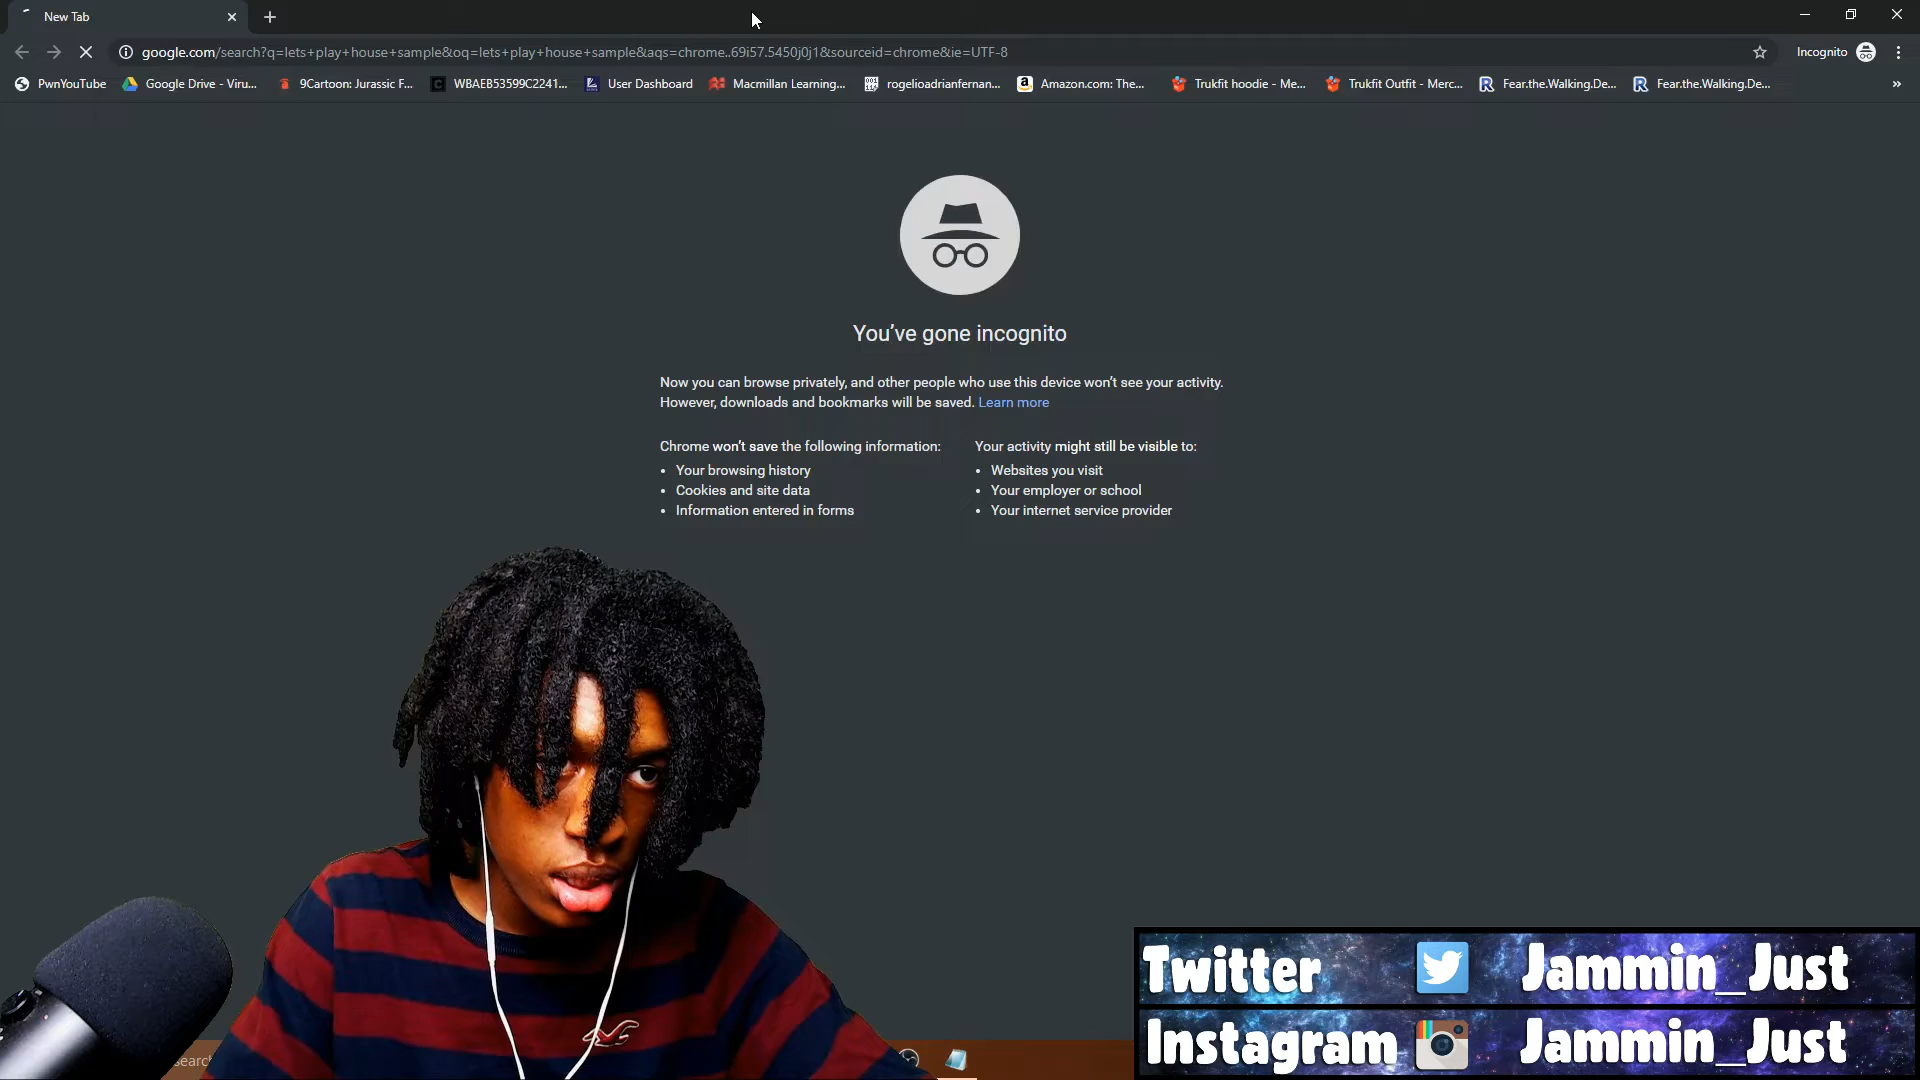 New Tab
google.com/search?q=lets+play+house+sample&oq=lets+play+house+sample&aqs=chrome..69i57.5450j0j1&sourceid=chrome&ie=UTF-8
Incognito
PwnYouTube
Google Drive - Viru...
9Cartoon: Jurassic F...
WBAEB53599C2241...
User Dashboard
Macmillan Learning...
rogelioadrianfernan...
Amazon.com: The...
Trukfit hoodie - Me...
Trukfit Outfit - Merc...
Fear.the.Walking.De...
Fear.the.Walking.De...
You've gone incognito
Now you can browse privately, and other people who use this device won't see your activity.
However, downloads and bookmarks will be saved. Learn more
Chrome won't save the following information:
• Your browsing history
• Cookies and site data
• Information entered in forms
Your activity might still be visible to:
• Websites you visit
• Your employer or school
• Your internet service provider
Twitter Jammin_Just
Instagram Jammin_Just